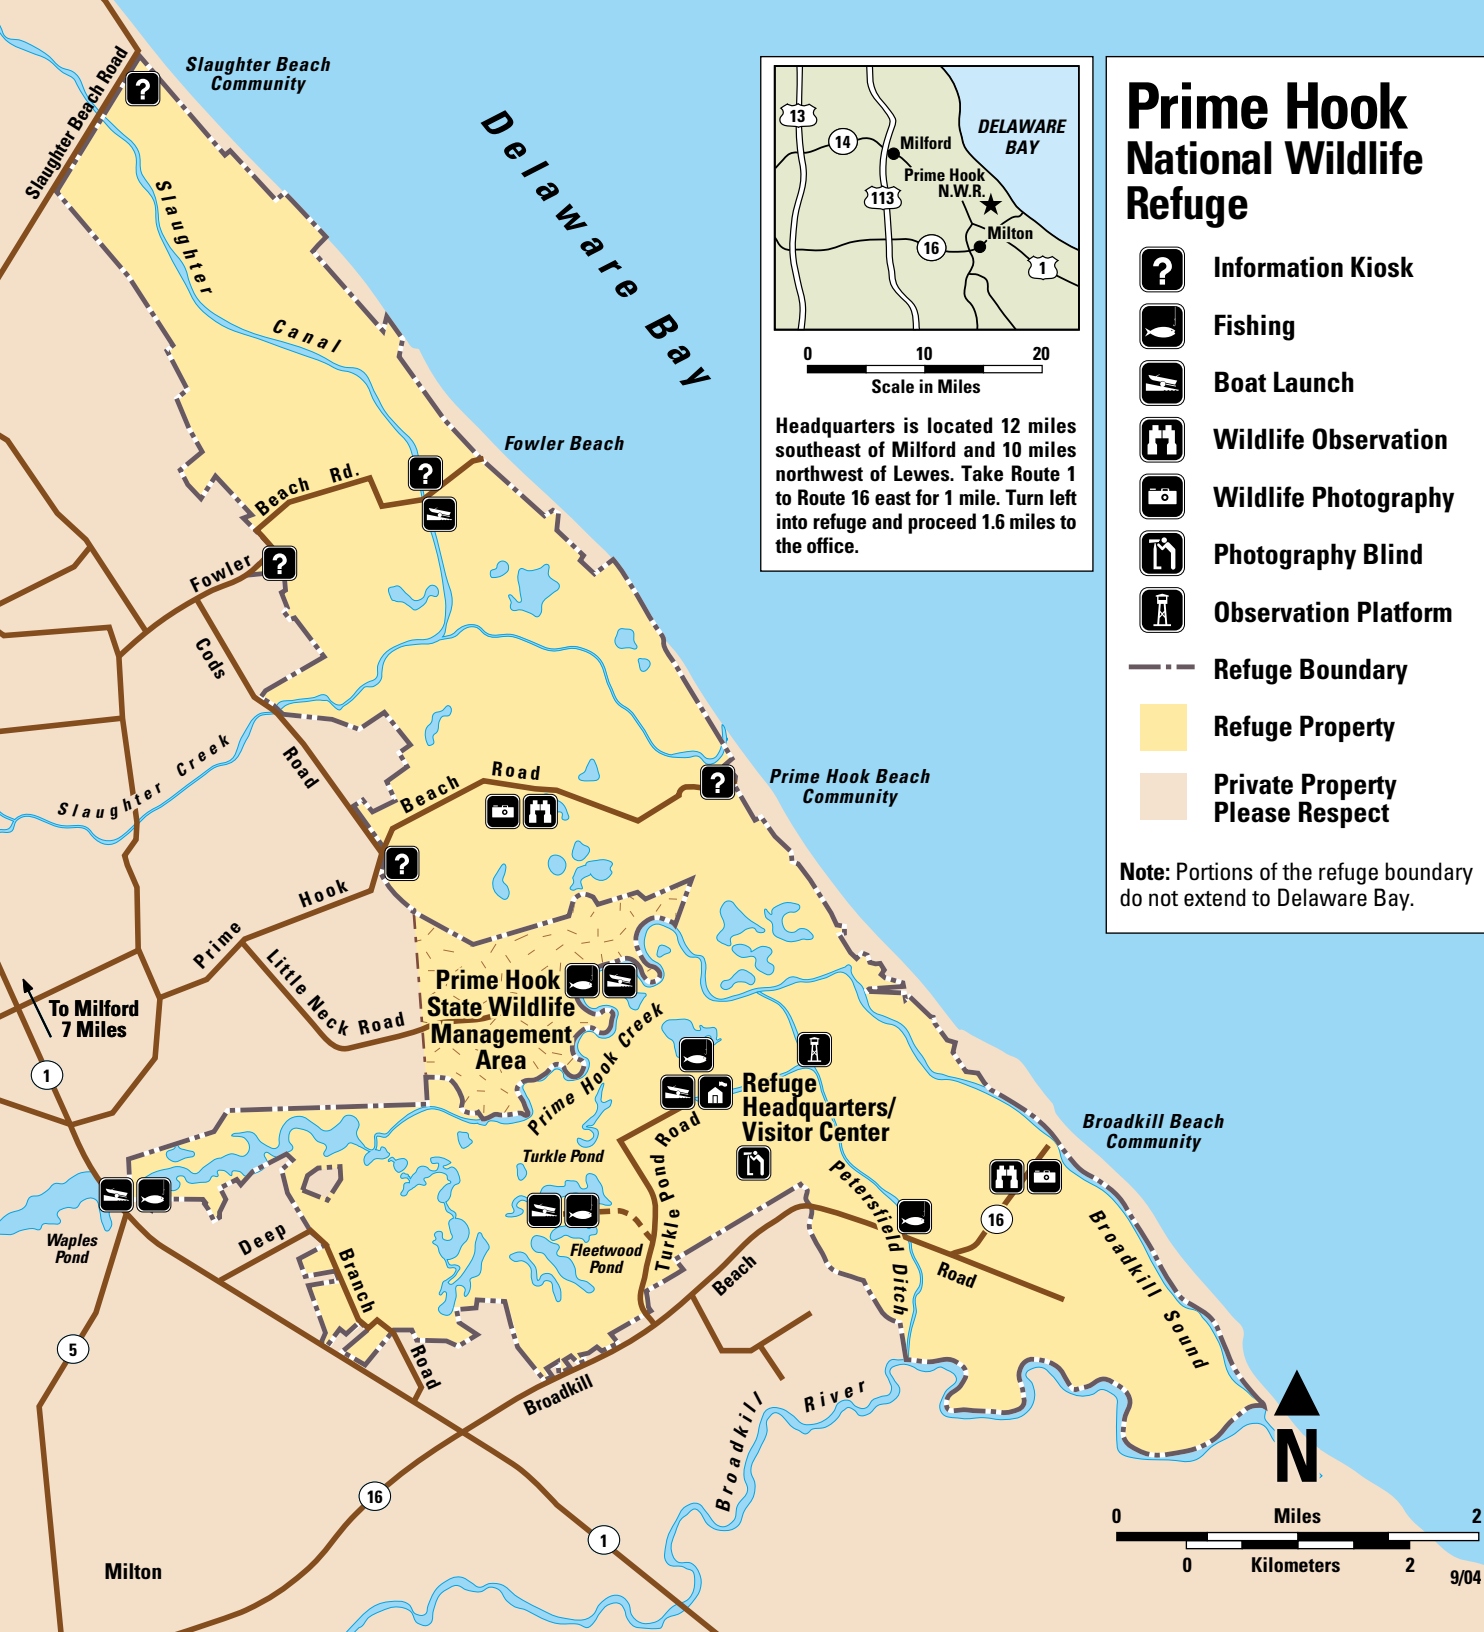 Slaughter Beach Road
?
Slaughter Beach
Community
Delaware Bay
Slaughter
Canal
Fowler Beach
?
Beach Rd.
Fowler
?
Cods
Road
Slaughter Creek
Beach
Road
?
Prime Hook Beach
Community
?
Hook
Prime
Little Neck Road
To Milford
7 Miles
1
Prime Hook
State Wildlife
Management
Area
Prime Hook Creek
Refuge
Headquarters/
Visitor Center
Turkle Pond
Turkle Pond Road
Fleetwood
Pond
Waples
Pond
Deep
Branch
Road
5
Petersfield Ditch
Beach
Road
Broadkill
16
Broadkill Beach
Community
Broadkill Sound
Broadkill
River
16
1
Milton
13
14
Milford
DELAWARE
BAY
Prime Hook
N.W.R.
113
Milton
16
1
0 10 20
Scale in Miles
Headquarters is located 12 miles
southeast of Milford and 10 miles
northwest of Lewes. Take Route 1
to Route 16 east for 1 mile. Turn left
into refuge and proceed 1.6 miles to
the office.
Prime Hook
National Wildlife
Refuge
? Information Kiosk
Fishing
Boat Launch
Wildlife Observation
Wildlife Photography
Photography Blind
Observation Platform
Refuge Boundary
Refuge Property
Private Property
Please Respect
Note: Portions of the refuge boundary
do not extend to Delaware Bay.
N
0 Miles 2
0 Kilometers 2
9/04